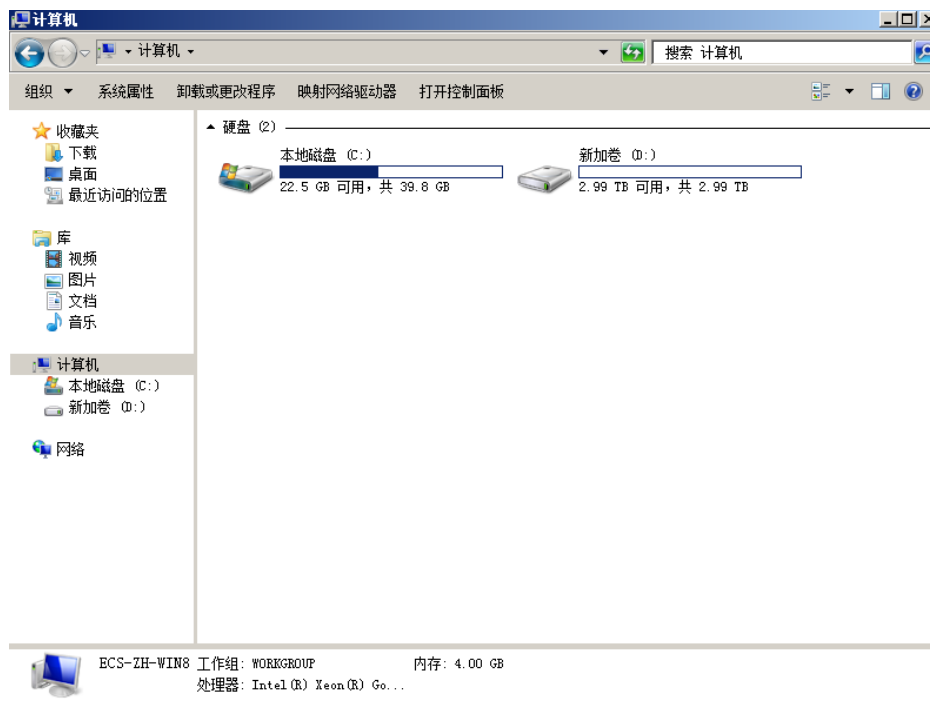 计算机
计算机
搜索 计算机
组织 系统属性 卸载或更改程序 映射网络驱动器 打开控制面板
收藏夹
下载
桌面
最近访问的位置
库
视频
图片
文档
音乐
计算机
本地磁盘 (C:)
新加卷 (D:)
网络
硬盘 (2)
本地磁盘 (C:)
22.5 GB 可用，共 39.8 GB
新加卷 (D:)
2.99 TB 可用，共 2.99 TB
ECS-ZH-WIN8 工作组: WORKGROUP 内存: 4.00 GB
处理器: Intel(R) Xeon(R) Go...